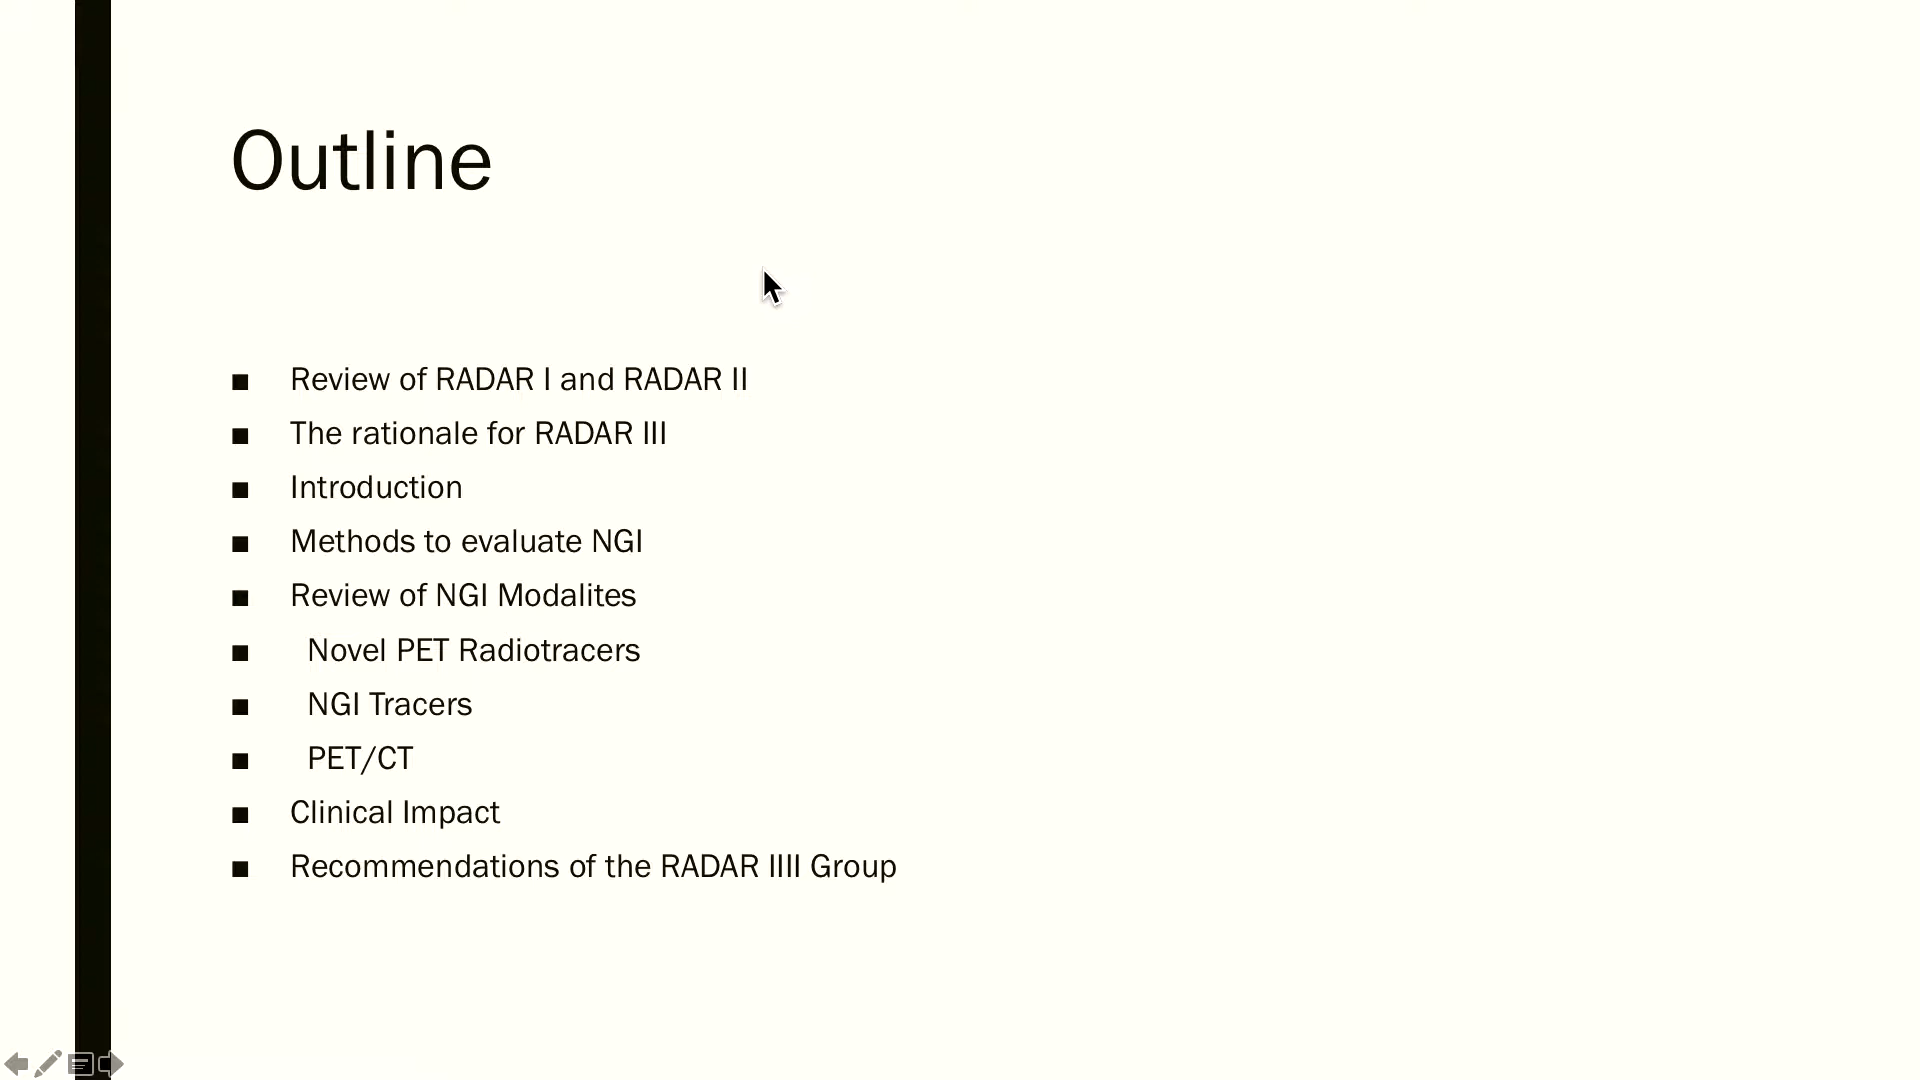 Outline
■ Review of RADAR I and RADAR II
■ The rationale for RADAR III
■ Introduction
■ Methods to evaluate NGI
■ Review of NGI Modalites
■ Novel PET Radiotracers
■ NGI Tracers
■ PET/CT
■ Clinical Impact
■ Recommendations of the RADAR IIII Group